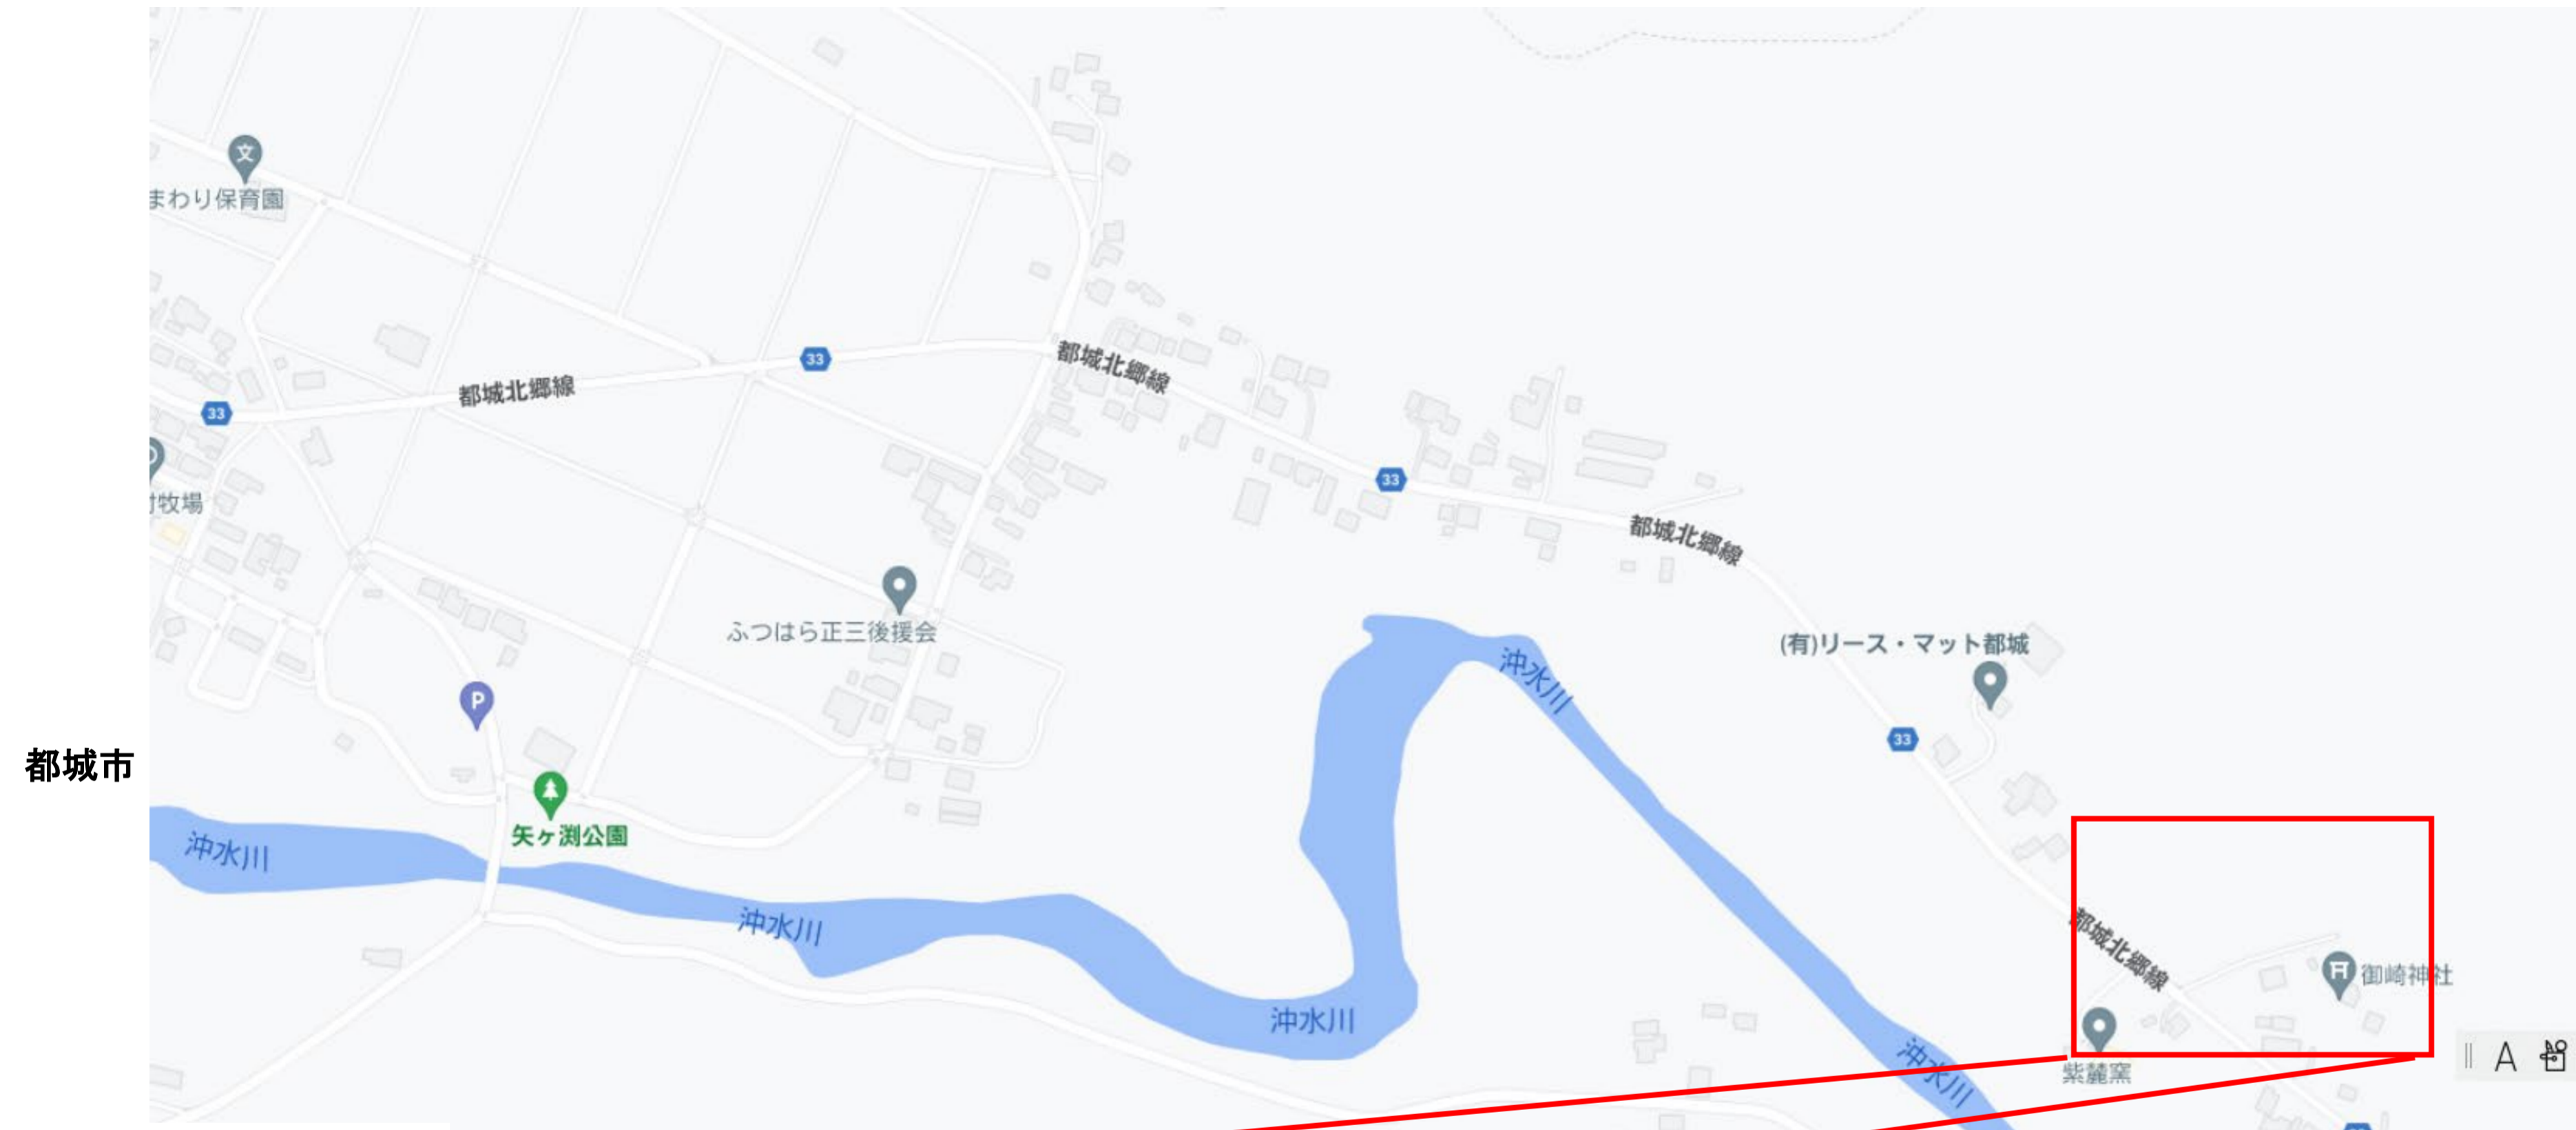 文
まわり保育園
33
都城北郷線
都城北郷線
33
33
牧場
都城北郷線
ふつはら正三後援会
沖水川
(有)リース・マット都城
P
33
都城市
矢ヶ渕公園
沖水川
沖水川
都城北郷線
御崎神社
沖水川
紫麓窯
沖水川
A